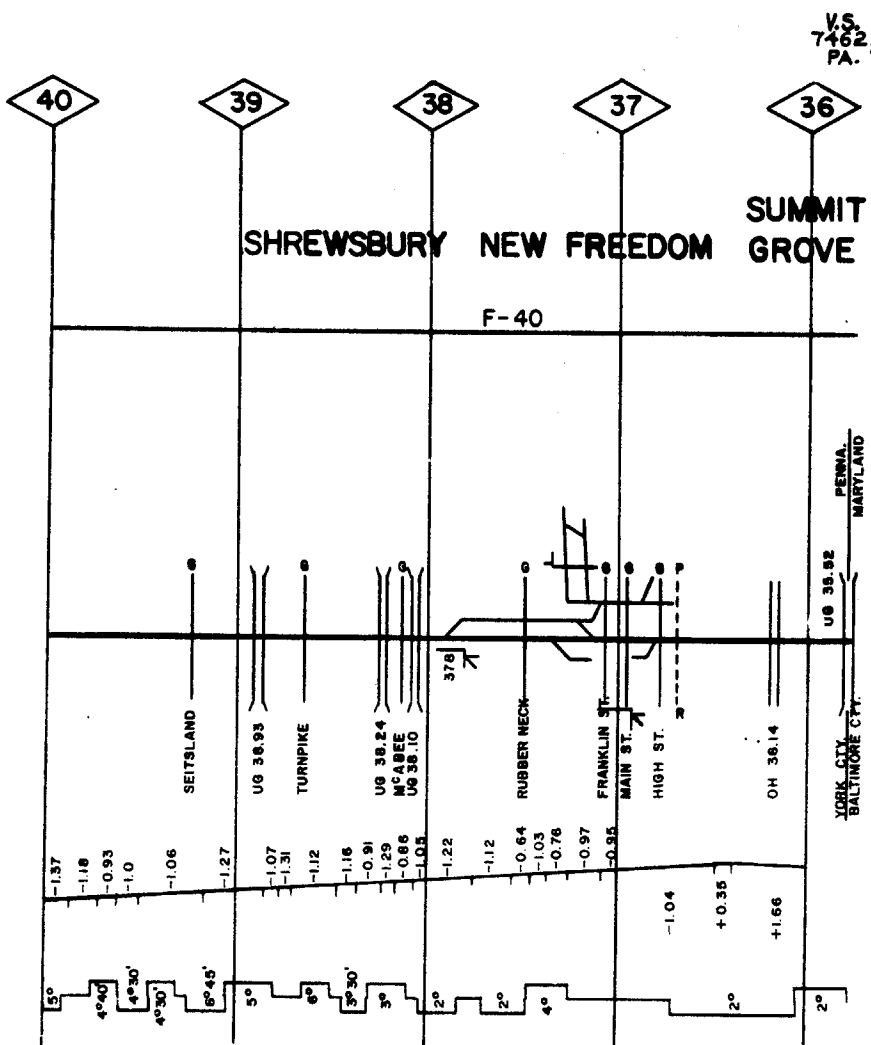 V.S.
7462
PA.
40
39
38
37
36
SUMMIT
SHREWSBURY NEW FREEDOM GROVE
F-40
PENNA.
MARYLAND
G
G
G
G
G
G
G
P
378
SEITSLAND
UG 38.93
TURNPIKE
UG 38.24
McABEE
UG 38.10
RUBBER NECK
FRANKLIN ST.
MAIN ST.
HIGH ST.
OH 36.14
UG 35.52
YORK CTY.
BALTIMORE CTY.
-1.37
-1.18
-0.93
-1.0
-1.06
-1.27
-1.07
-1.31
-1.12
-1.16
-0.91
-1.29
-0.86
-1.05
-1.22
-1.12
-0.64
-1.03
-0.76
-0.97
-0.95
-1.04
+0.35
+1.66
5°
4°40'
4°30'
4°30'
8°45'
5°
6°
3°30'
3°
2°
2°
4°
2°
2°